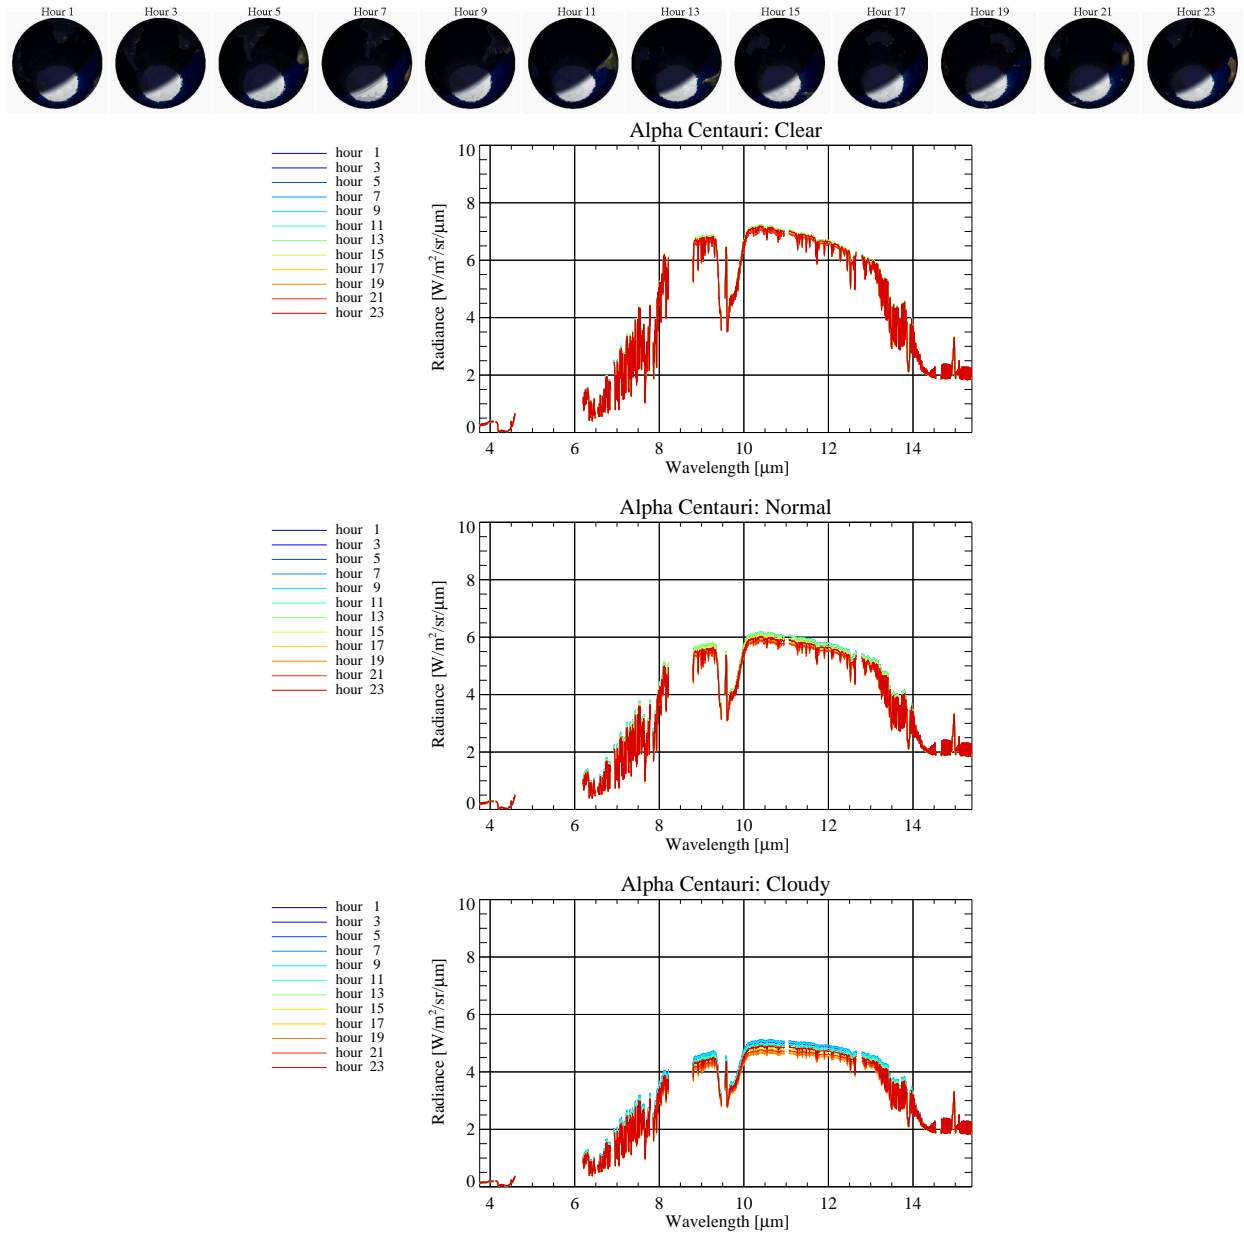 Hour 1 Hour 3 Hour 5 Hour 7 Hour 9 Hour 11 Hour 13 Hour 15 Hour 17 Hour 19 Hour 21 Hour 23
Alpha Centauri: Clear
hour 1
hour 3
hour 5
hour 7
hour 9
hour 11
hour 13
hour 15
hour 17
hour 19
hour 21
hour 23
Radiance [W/m²/sr/μm]
10
8
6
4
2
0
4 6 8 10 12 14
Wavelength [μm]
Alpha Centauri: Normal
hour 1
hour 3
hour 5
hour 7
hour 9
hour 11
hour 13
hour 15
hour 17
hour 19
hour 21
hour 23
Radiance [W/m²/sr/μm]
10
8
6
4
2
0
4 6 8 10 12 14
Wavelength [μm]
Alpha Centauri: Cloudy
hour 1
hour 3
hour 5
hour 7
hour 9
hour 11
hour 13
hour 15
hour 17
hour 19
hour 21
hour 23
Radiance [W/m²/sr/μm]
10
8
6
4
2
0
4 6 8 10 12 14
Wavelength [μm]